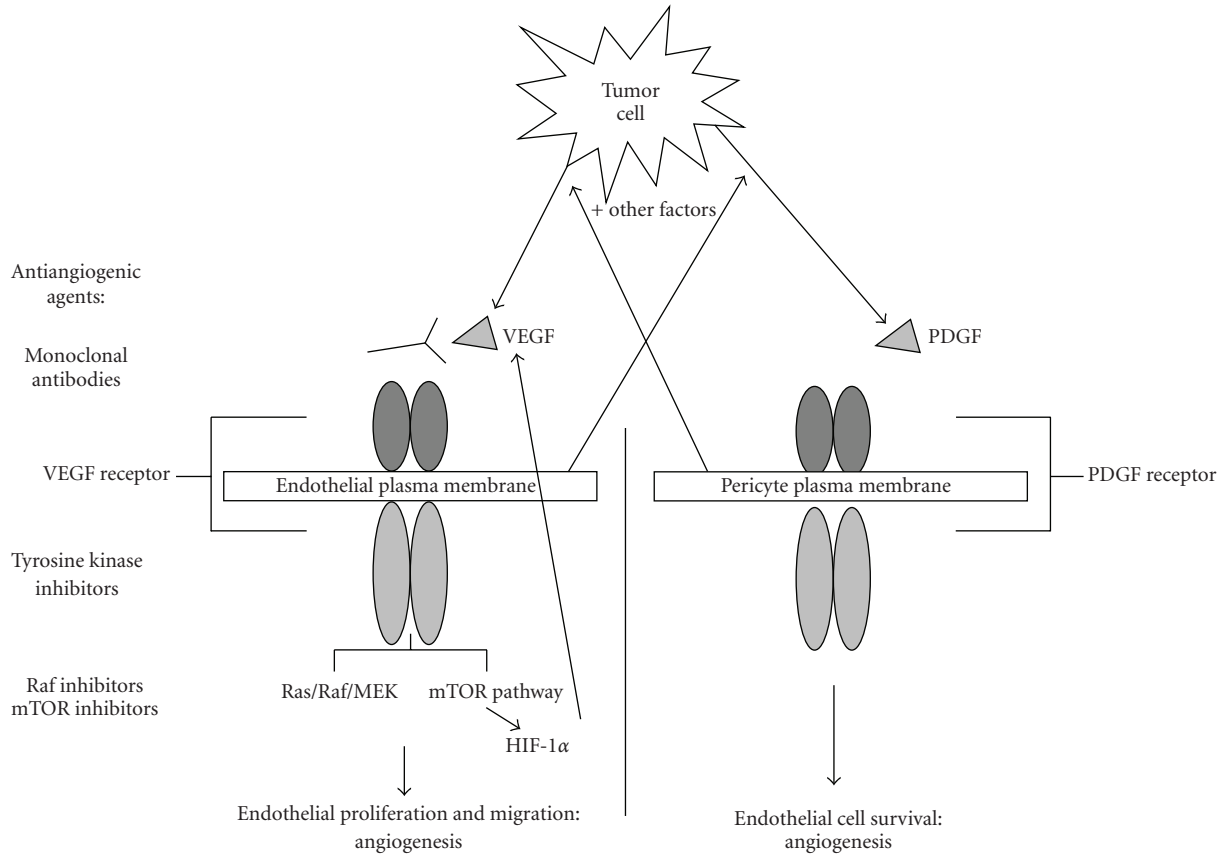 Tumor
cell
+ other factors
Antiangiogenic
agents:
VEGF
PDGF
Monoclonal
antibodies
VEGF receptor
Endothelial plasma membrane
Pericyte plasma membrane
PDGF receptor
Tyrosine kinase
inhibitors
Raf inhibitors
mTOR inhibitors
Ras/Raf/MEK
mTOR pathway
HIF-1α
Endothelial proliferation and migration:
angiogenesis
Endothelial cell survival:
angiogenesis